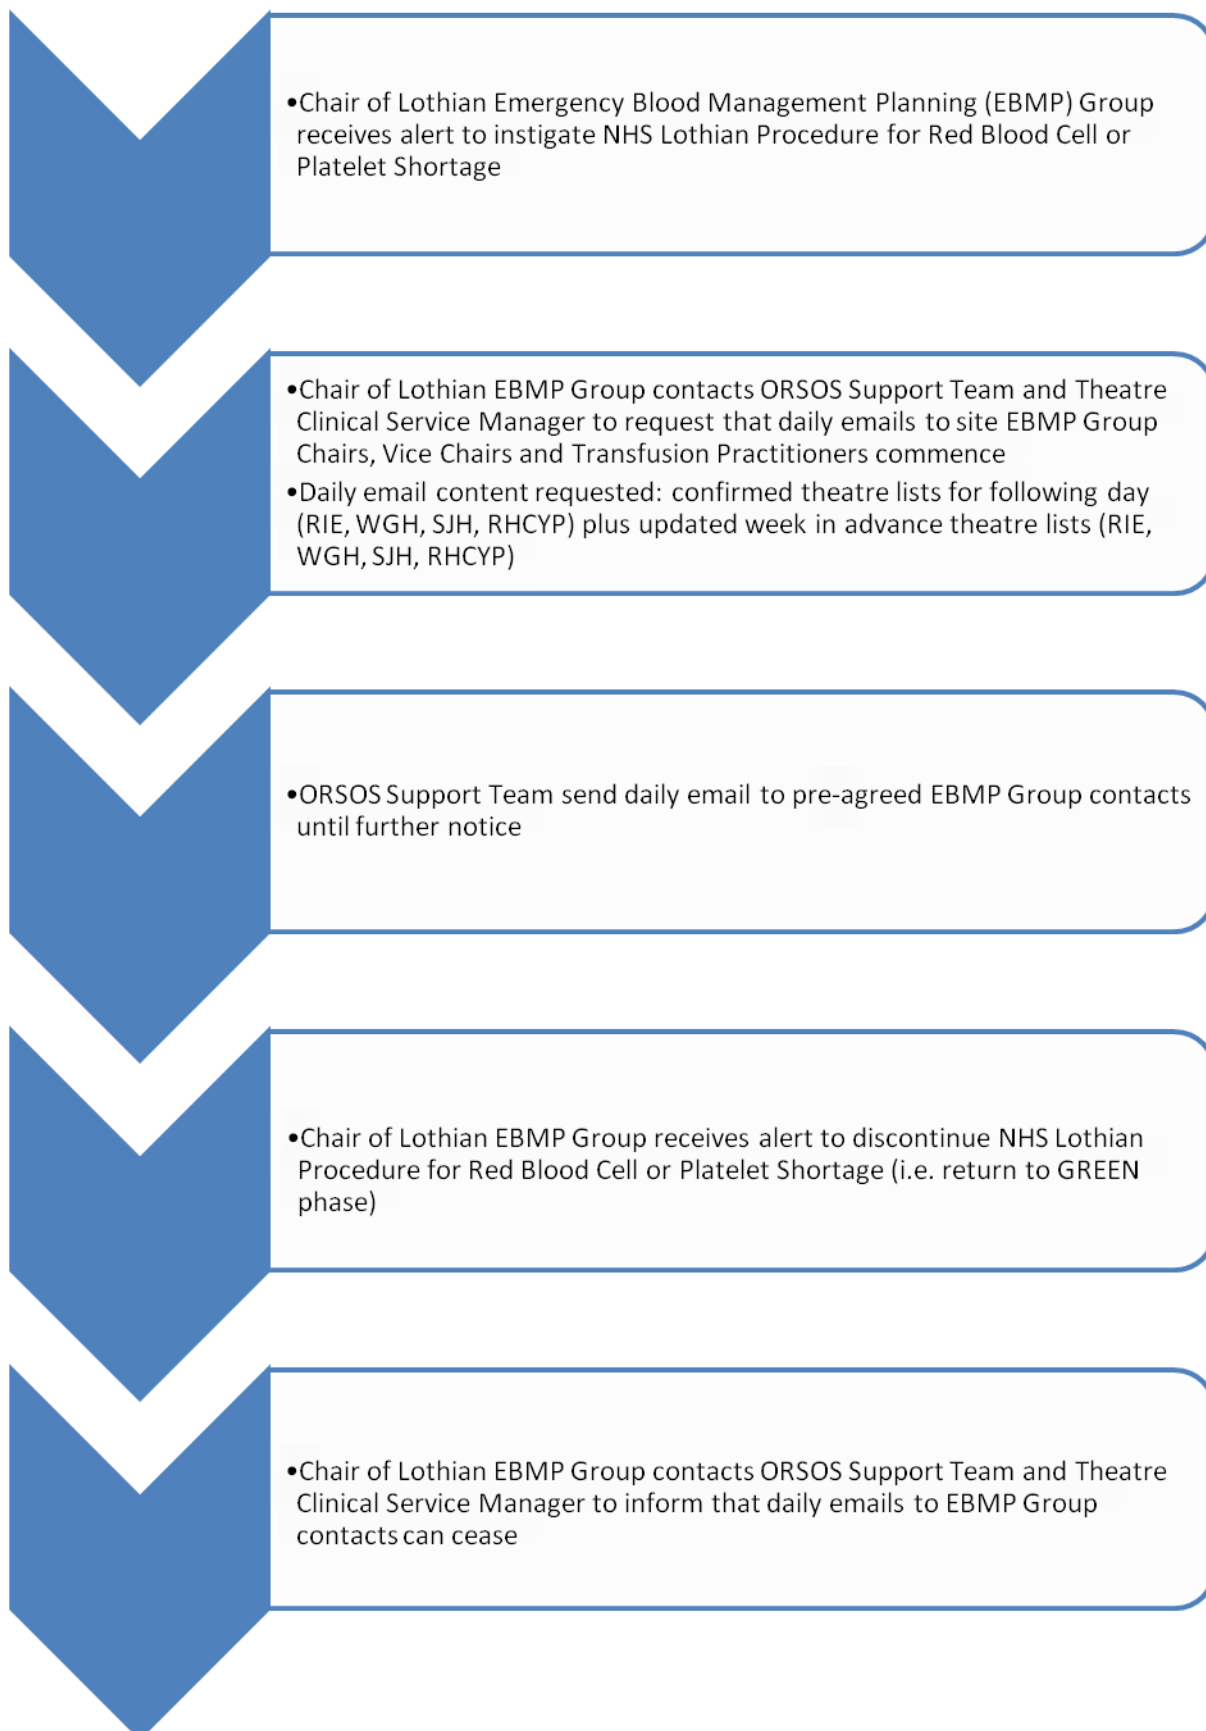 •Chair of Lothian Emergency Blood Management Planning (EBMP) Group
receives alert to instigate NHS Lothian Procedure for Red Blood Cell or
Platelet Shortage
•Chair of Lothian EBMP Group contacts ORSOS Support Team and Theatre
Clinical Service Manager to request that daily emails to site EBMP Group
Chairs, Vice Chairs and Transfusion Practitioners commence
•Daily email content requested: confirmed theatre lists for following day
(RIE, WGH, SJH, RHCYP) plus updated week in advance theatre lists (RIE,
WGH, SJH, RHCYP)
•ORSOS Support Team send daily email to pre-agreed EBMP Group contacts
until further notice
•Chair of Lothian EBMP Group receives alert to discontinue NHS Lothian
Procedure for Red Blood Cell or Platelet Shortage (i.e. return to GREEN
phase)
•Chair of Lothian EBMP Group contacts ORSOS Support Team and Theatre
Clinical Service Manager to inform that daily emails to EBMP Group
contacts can cease